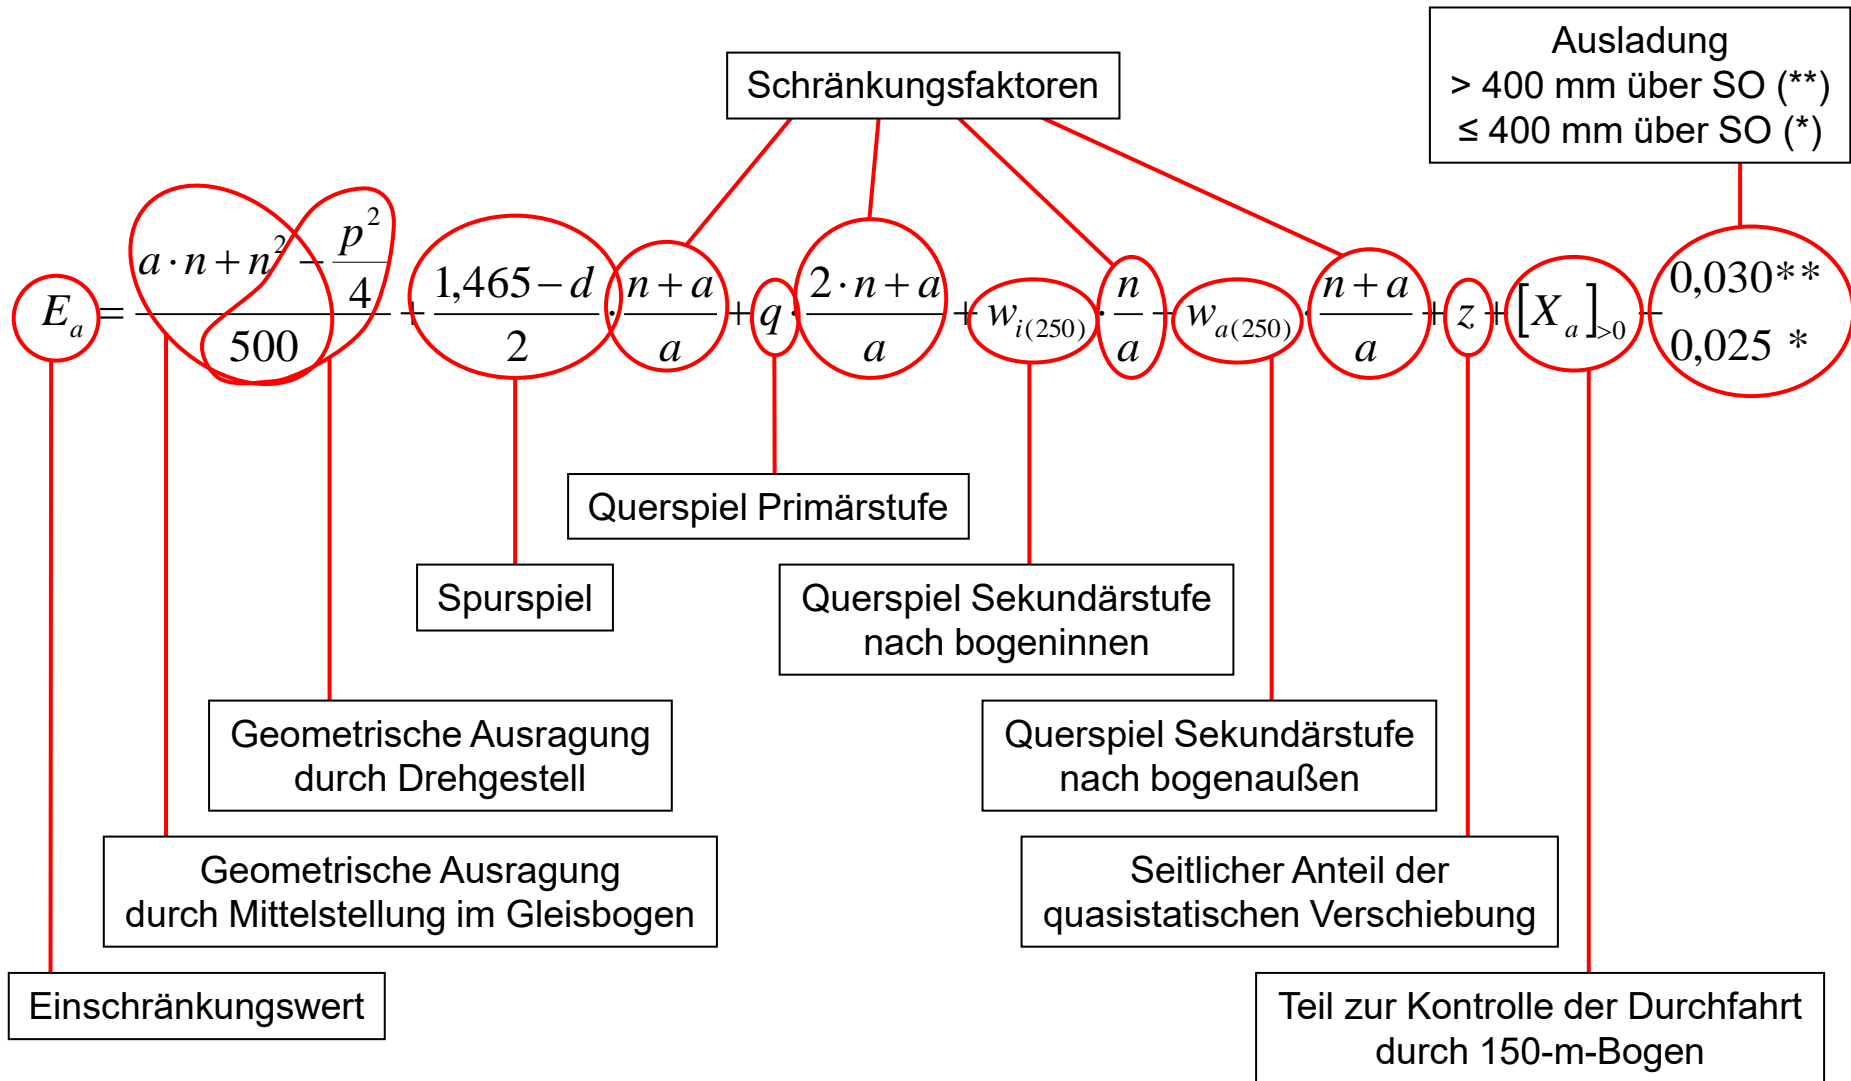 Ausladung
> 400 mm über SO (**)
≤ 400 mm über SO (*)
Schränkungsfaktoren
E_a = (a·n + n² − p²/4)/500 + (1,465 − d)/2 · (n + a)/a + q · (2·n + a)/a + w_i(250) · n/a + w_a(250) · (n + a)/a + z + [X_a]_>0 − 0,030**
0,025 *
Querspiel Primärstufe
Spurspiel
Querspiel Sekundärstufe
nach bogeninnen
Geometrische Ausragung
durch Drehgestell
Querspiel Sekundärstufe
nach bogenaußen
Geometrische Ausragung
durch Mittelstellung im Gleisbogen
Seitlicher Anteil der
quasistatischen Verschiebung
Einschränkungswert
Teil zur Kontrolle der Durchfahrt
durch 150-m-Bogen